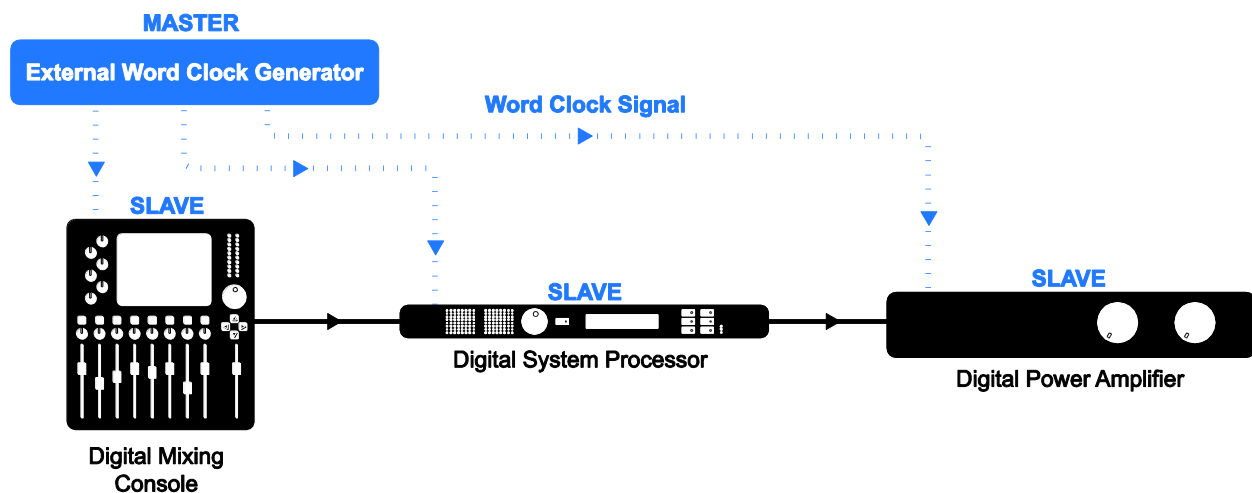 MASTER
External Word Clock Generator
Word Clock Signal
SLAVE
SLAVE
SLAVE
Digital System Processor
Digital Power Amplifier
Digital Mixing
Console